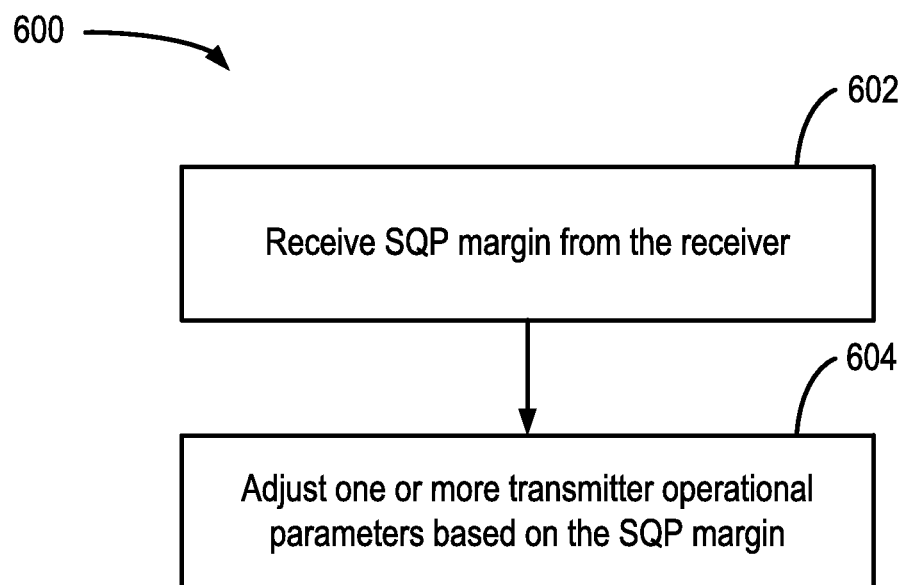 600
602
Receive SQP margin from the receiver
604
Adjust one or more transmitter operational
parameters based on the SQP margin